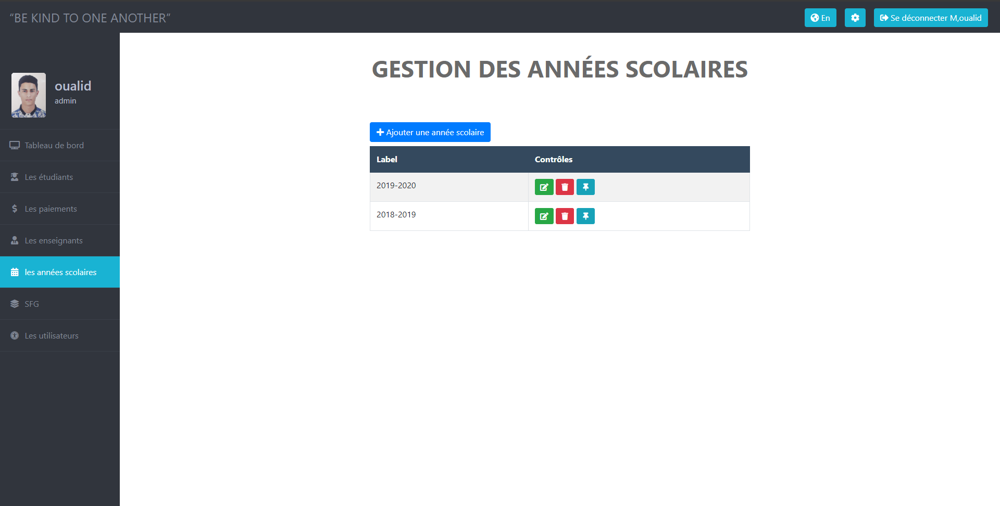 “BE KIND TO ONE ANOTHER”
En
Se déconnecter M,oualid
oualid
admin
Tableau de bord
Les étudiants
Les paiements
Les enseignants
les années scolaires
SFG
Les utilisateurs
GESTION DES ANNÉES SCOLAIRES
Ajouter une année scolaire
Label Contrôles
2019-2020
2018-2019